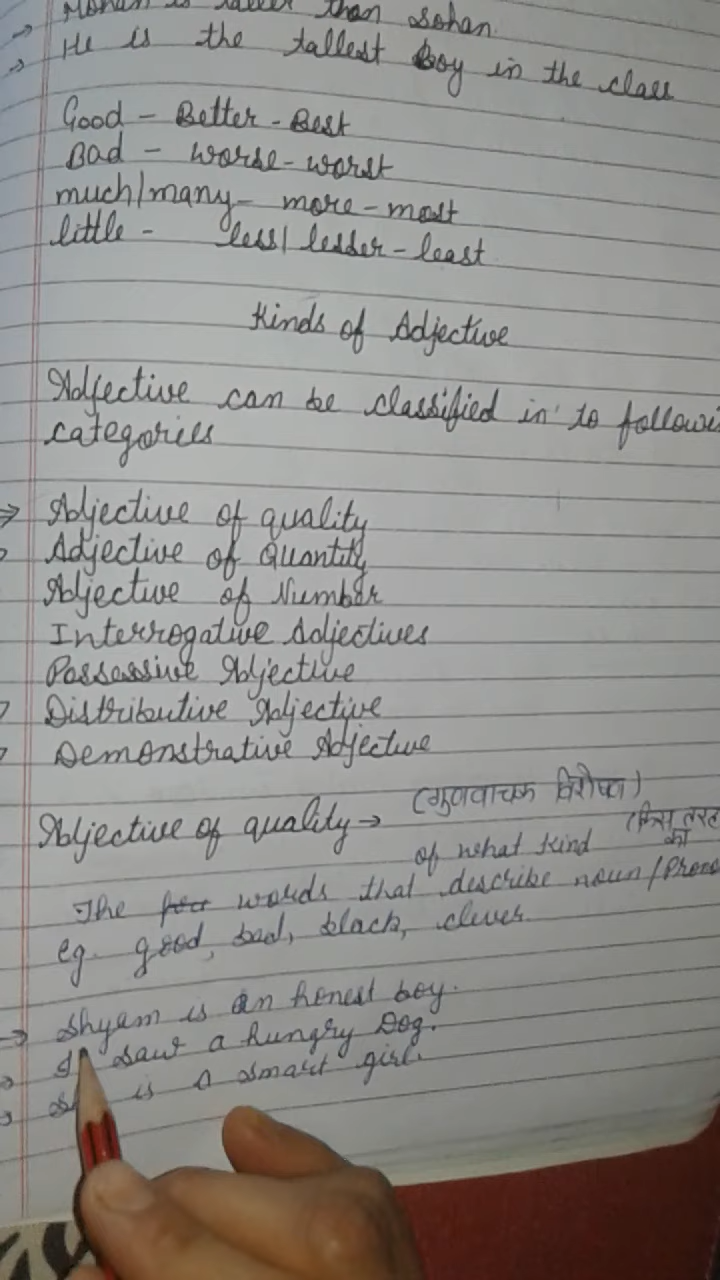 Mohan is taller than Sohan
He is the tallest boy in the class
Good - Better - Best
Bad - worse - worst
much/many - more - most
little - less/lesser - least
Kinds of Adjective
Adjective can be classified in to
categories
Adjective of quality
Adjective of Quantity
Adjective of Number
Interrogative Adjectives
Possessive Adjective
Distributive Adjective
Demonstrative Adjective
(गुणवाचक विशेषण)
Adjective of quality → of what kind (किस तरह का
The words that describe noun/
eg. good, bad, black, clever
→ Shyam is an honest boy.
I saw a hungry Dog.
is a smart girl.